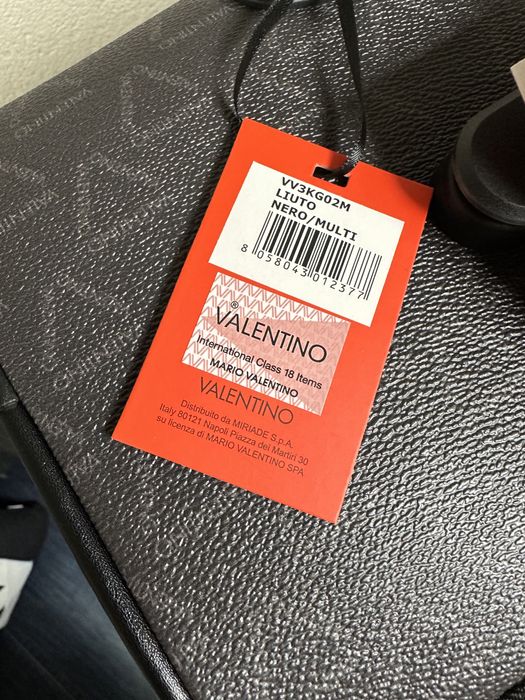 VALENTINO
VV3KG02M
LIUTO
NERO/MULTI
8 058043 012377
VALENTINO®
International Class 18 Items
MARIO VALENTINO
VALENTINO
Distribuito da MIRIADE S.p.A.
Italy 80121 Napoli Piazza dei Martiri 30
su licenza di MARIO VALENTINO SPA